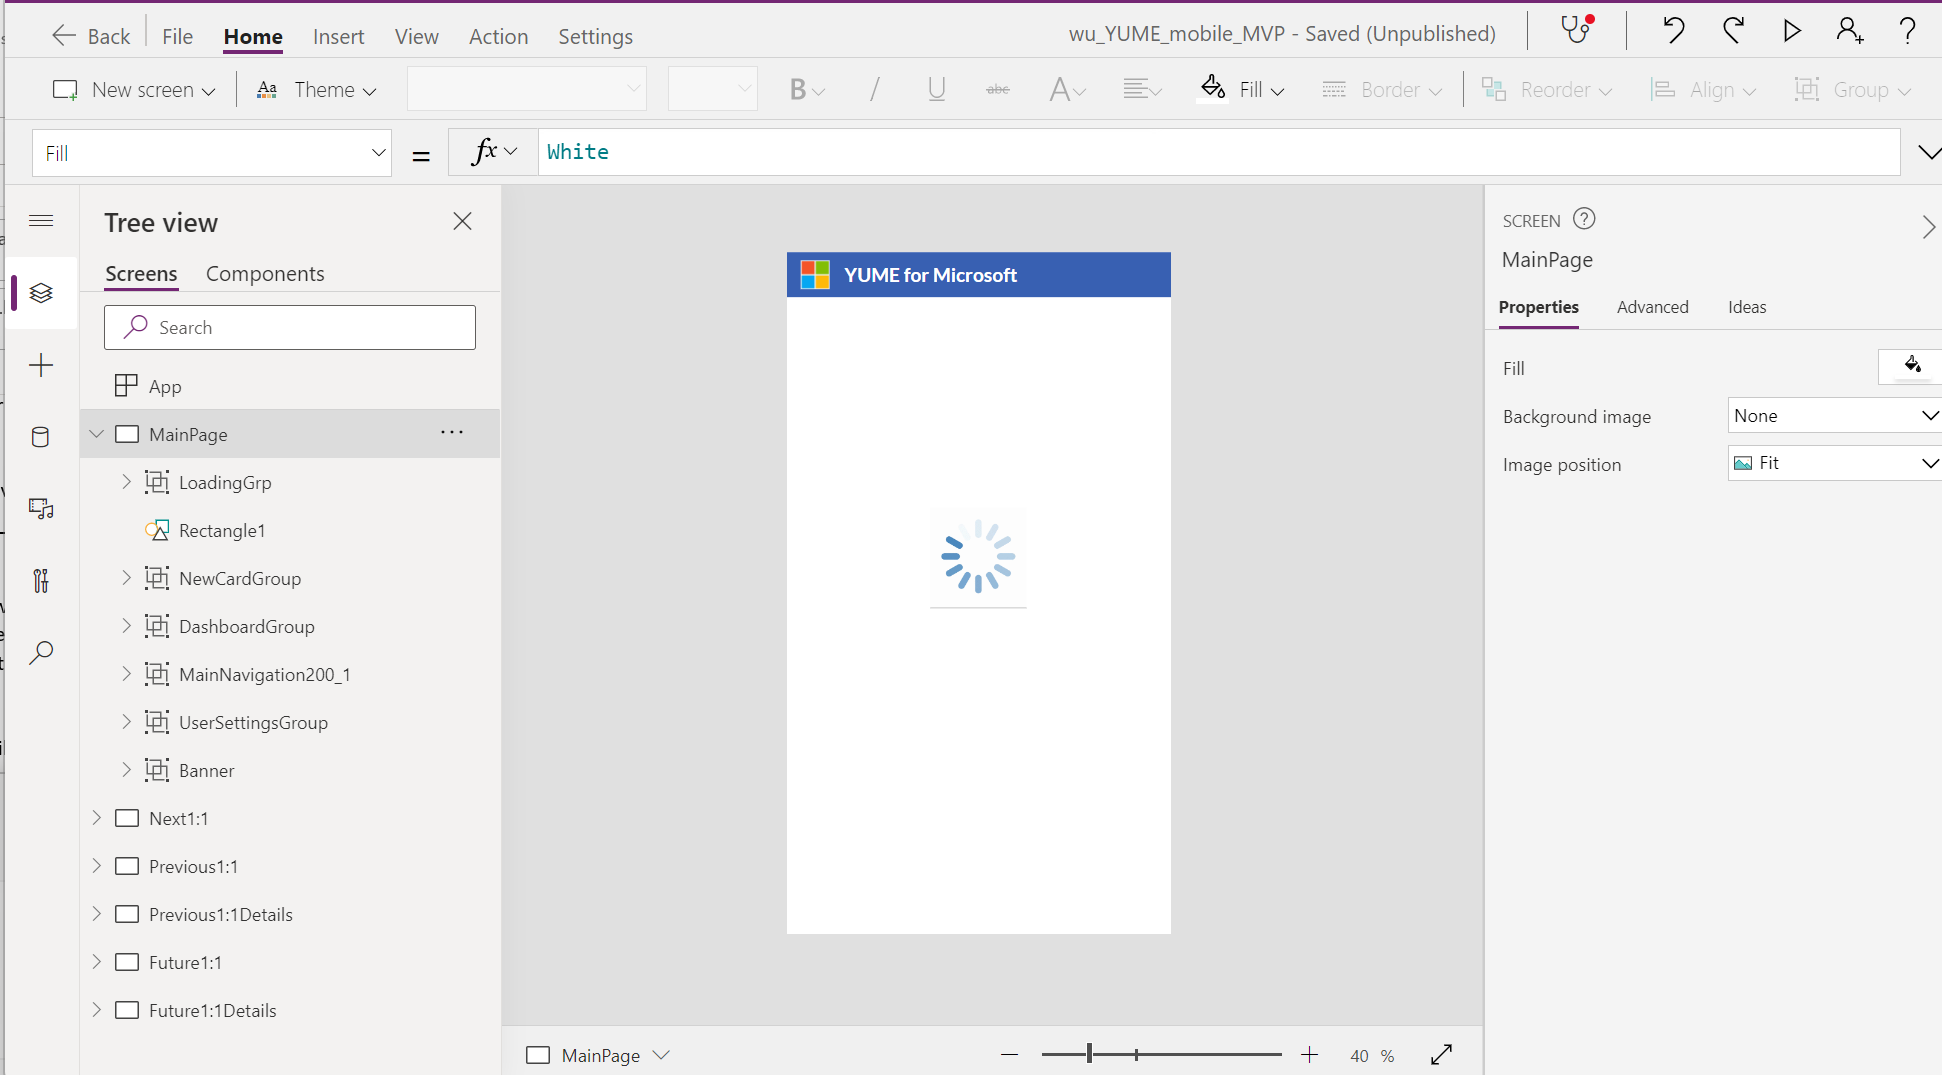 Back File Home Insert View Action Settings wu_YUME_mobile_MVP - Saved (Unpublished) ?
New screen Aa Theme B / U abc A Fill Border Reorder Align Group
Fill = fx White
Tree view
Screens Components
Search
App
MainPage ...
LoadingGrp
Rectangle1
NewCardGroup
DashboardGroup
MainNavigation200_1
UserSettingsGroup
Banner
Next1:1
Previous1:1
Previous1:1Details
Future1:1
Future1:1Details
YUME for Microsoft
MainPage
40 %
SCREEN ?
MainPage
Properties Advanced Ideas
Fill
Background image None
Image position Fit